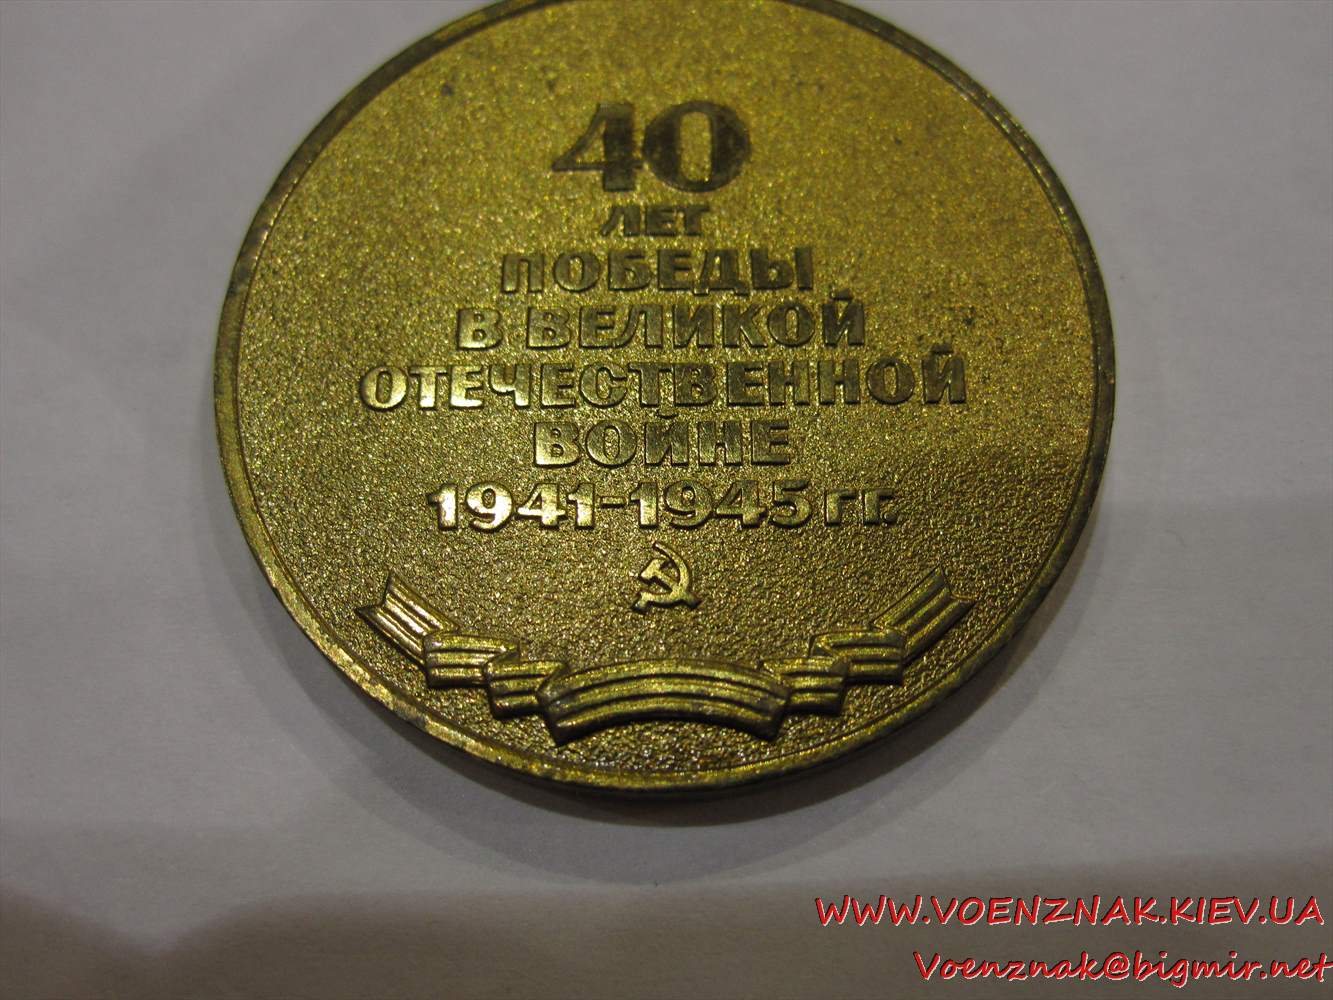 40
ЛЕТ
ПОБЕДЫ
В ВЕЛИКОЙ
ОТЕЧЕСТВЕННОЙ
ВОЙНЕ
1941-1945 гг.
WWW.VOENZNAK.KIEV.UA
Voenznak@bigmir.net